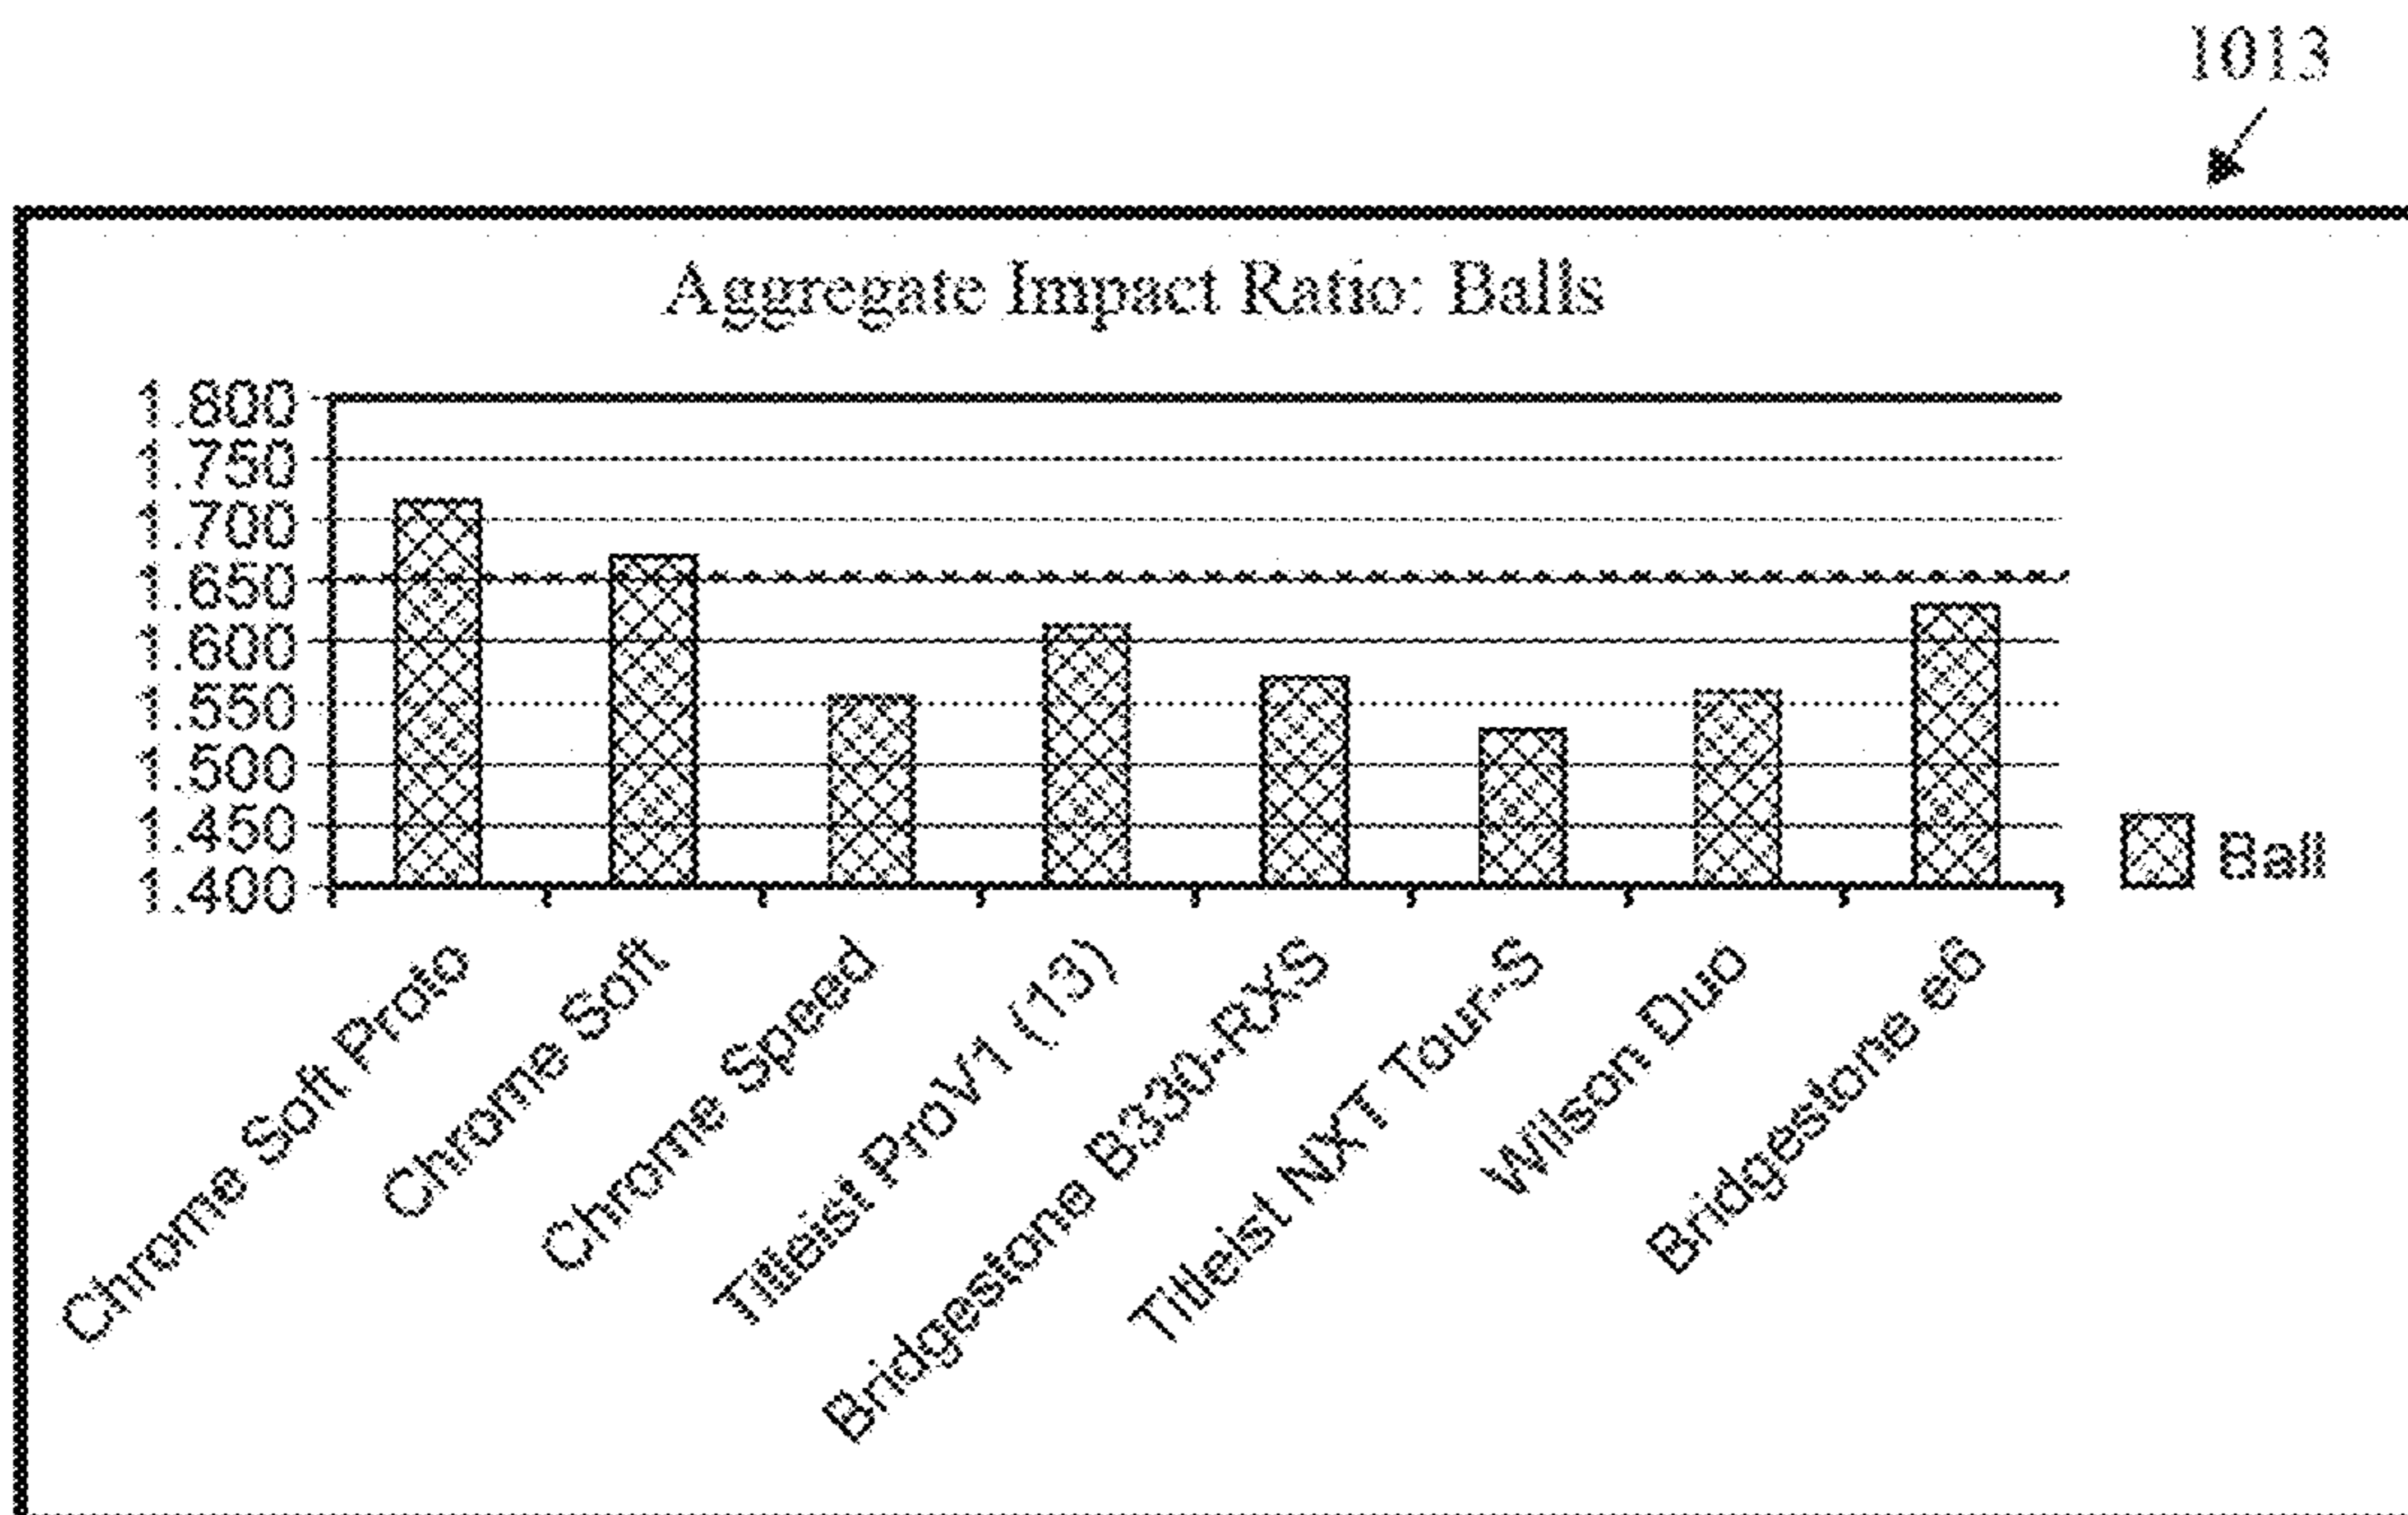 1013
Aggregate Impact Ratio: Balls
1.800
1.750
1.700
1.650
1.600
1.550
1.500
1.450
1.400
Ball
Chrome Soft Proto
Chrome Soft
Chrome Speed
Tilleist ProV1 (13)
Bridgestone B330-RXS
Tilleist NXT Tour-S
Wilson Duo
Bridgestone e6